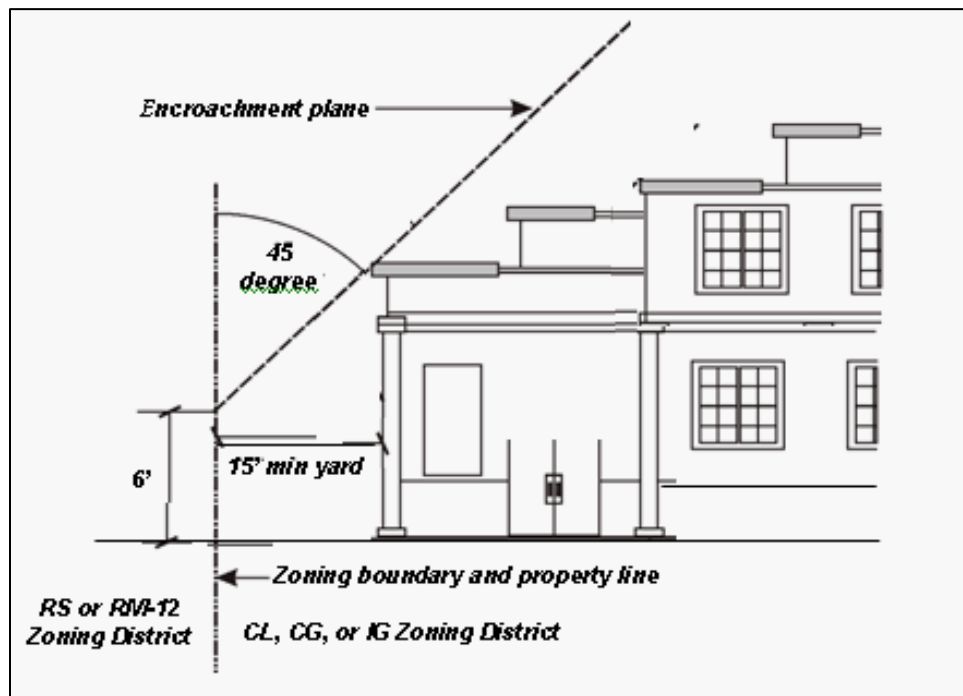 Encroachment plane
45
degree
15' min yard
6'
Zoning boundary and property line
RS or RM-12
Zoning District
CL, CG, or IG Zoning District